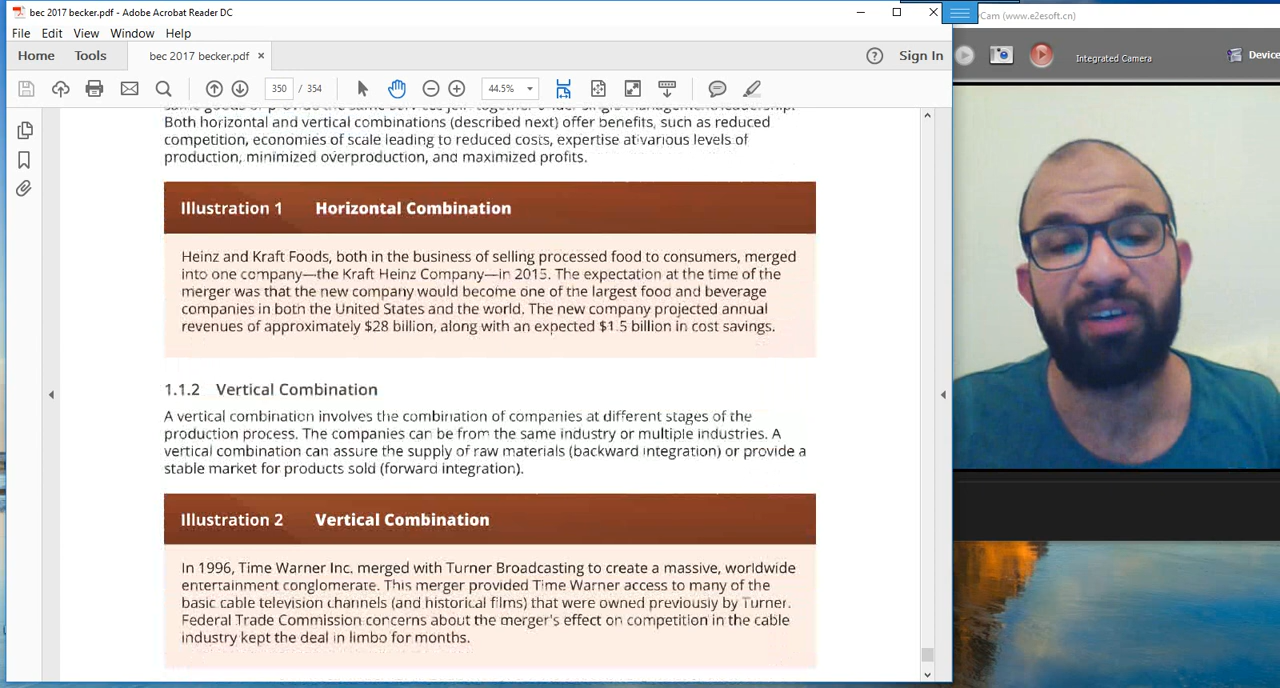 bec 2017 becker.pdf - Adobe Acrobat Reader DC
Cam (www.e2esoft.cn)
File Edit View Window Help
Home Tools bec 2017 becker.pdf × Sign In
Integrated Camera Device
350 / 354 44.5%
Both horizontal and vertical combinations (described next) offer benefits, such as reduced
competition, economies of scale leading to reduced costs, expertise at various levels of
production, minimized overproduction, and maximized profits.
Illustration 1 Horizontal Combination
Heinz and Kraft Foods, both in the business of selling processed food to consumers, merged
into one company—the Kraft Heinz Company—in 2015. The expectation at the time of the
merger was that the new company would become one of the largest food and beverage
companies in both the United States and the world. The new company projected annual
revenues of approximately $28 billion, along with an expected $1.5 billion in cost savings.
1.1.2 Vertical Combination
A vertical combination involves the combination of companies at different stages of the
production process. The companies can be from the same industry or multiple industries. A
vertical combination can assure the supply of raw materials (backward integration) or provide a
stable market for products sold (forward integration).
Illustration 2 Vertical Combination
In 1996, Time Warner Inc. merged with Turner Broadcasting to create a massive, worldwide
entertainment conglomerate. This merger provided Time Warner access to many of the
basic cable television channels (and historical films) that were owned previously by Turner.
Federal Trade Commission concerns about the merger's effect on competition in the cable
industry kept the deal in limbo for months.